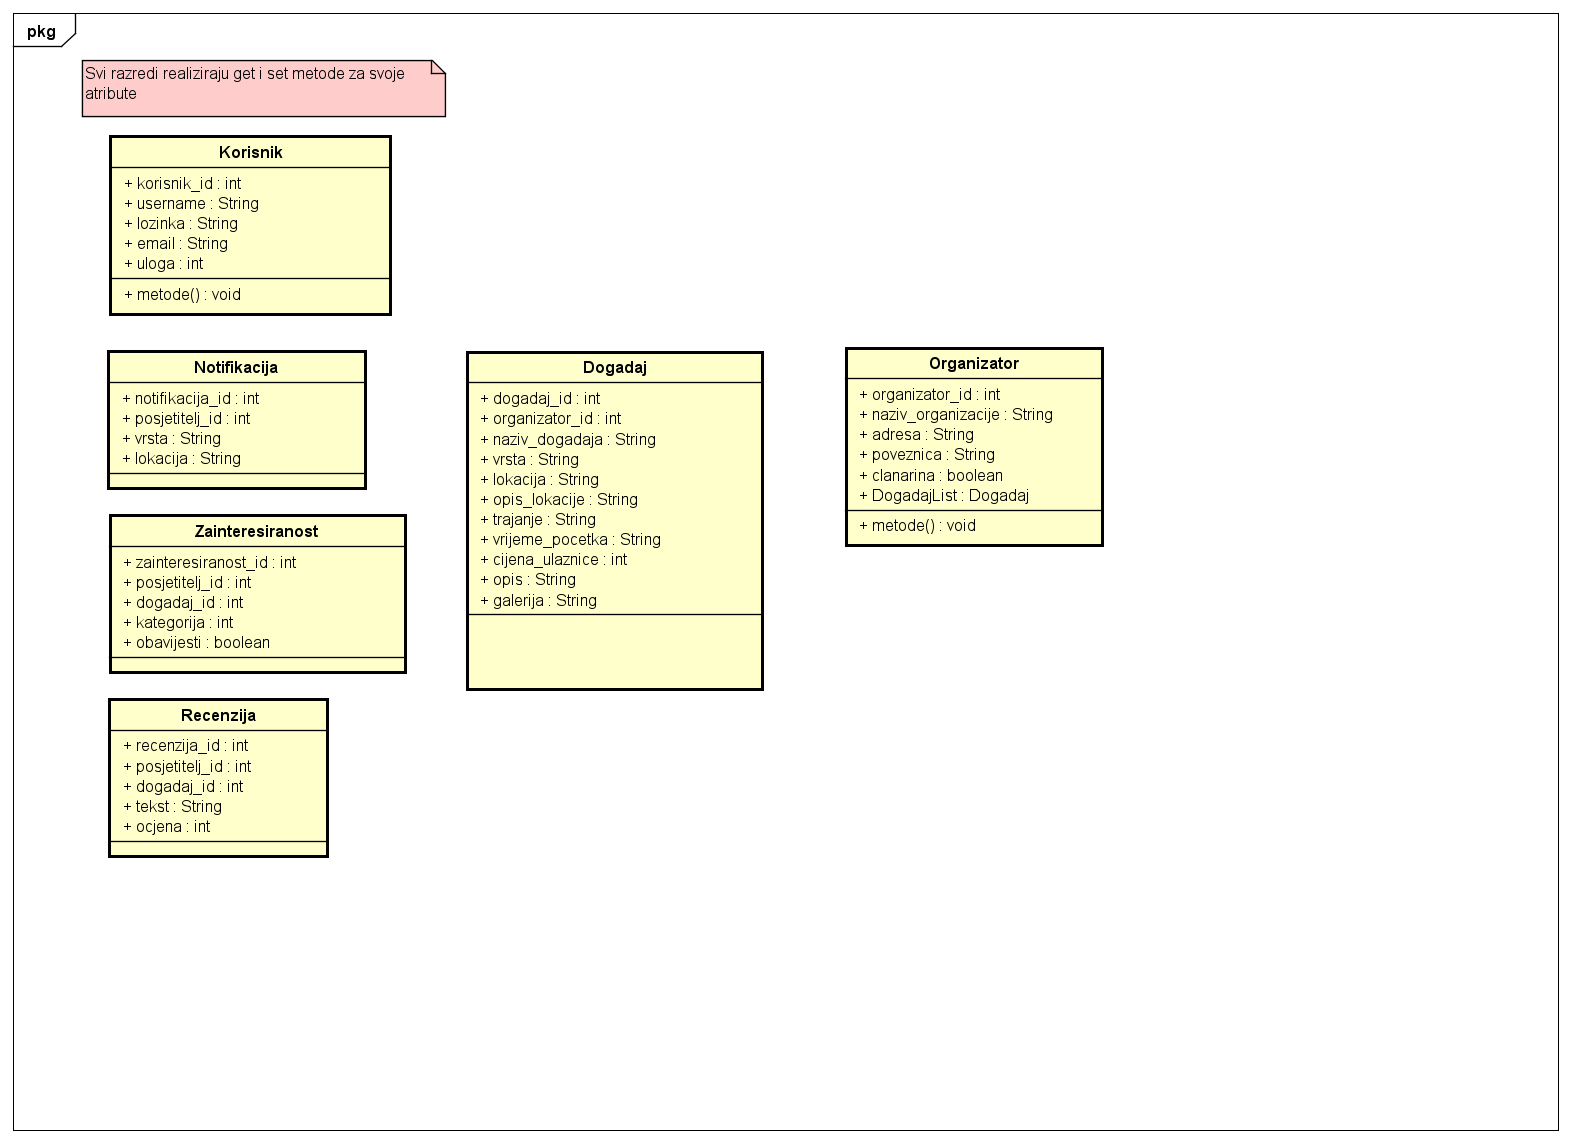 pkg
Svi razredi realiziraju get i set metode za svoje
atribute
Korisnik
+ korisnik_id : int
+ username : String
+ lozinka : String
+ email : String
+ uloga : int
+ metode() : void
Notifikacija
+ notifikacija_id : int
+ posjetitelj_id : int
+ vrsta : String
+ lokacija : String
Zainteresiranost
+ zainteresiranost_id : int
+ posjetitelj_id : int
+ dogadaj_id : int
+ kategorija : int
+ obavijesti : boolean
Recenzija
+ recenzija_id : int
+ posjetitelj_id : int
+ dogadaj_id : int
+ tekst : String
+ ocjena : int
Dogadaj
+ dogadaj_id : int
+ organizator_id : int
+ naziv_dogadaja : String
+ vrsta : String
+ lokacija : String
+ opis_lokacije : String
+ trajanje : String
+ vrijeme_pocetka : String
+ cijena_ulaznice : int
+ opis : String
+ galerija : String
Organizator
+ organizator_id : int
+ naziv_organizacije : String
+ adresa : String
+ poveznica : String
+ clanarina : boolean
+ DogadajList : Dogadaj
+ metode() : void